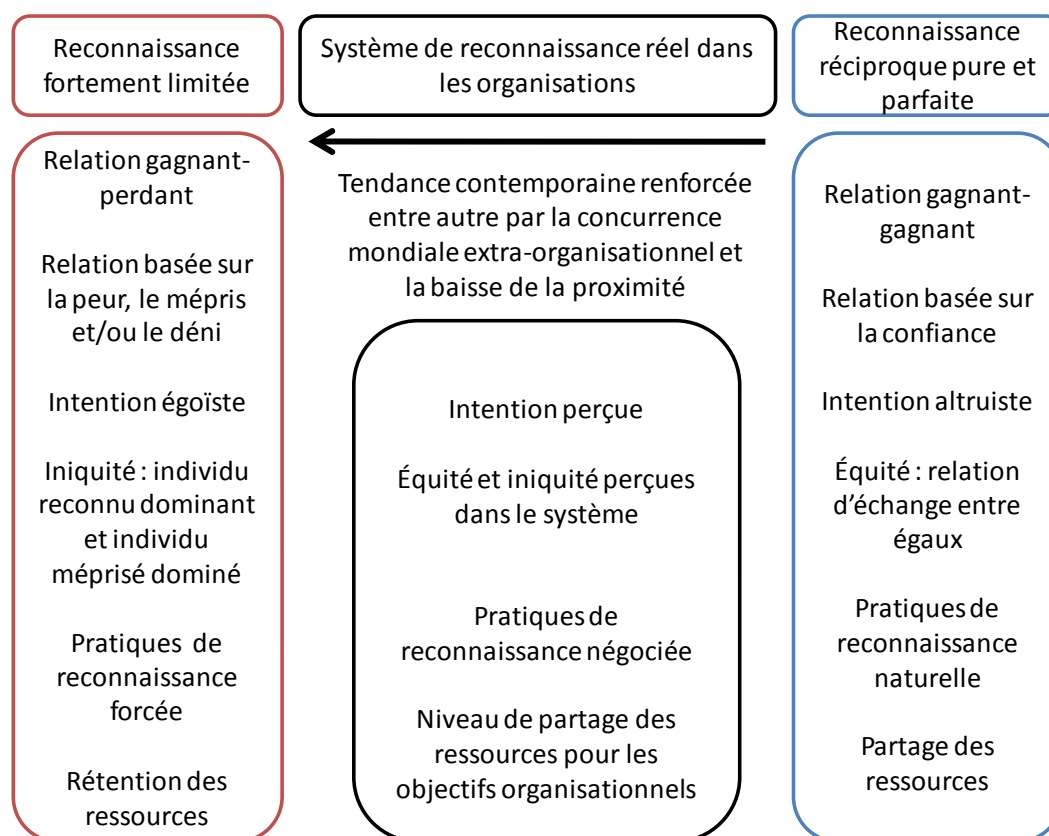 Reconnaissance
fortement limitée
Système de reconnaissance réel dans
les organisations
Reconnaissance
réciproque pure et
parfaite
Relation gagnant-
perdant
Relation basée sur
la peur, le mépris
et/ou le déni
Intention égoïste
Iniquité : individu
reconnu dominant
et individu
méprisé dominé
Pratiques de
reconnaissance
forcée
Rétention des
ressources
Tendance contemporaine renforcée
entre autre par la concurrence
mondiale extra-organisationnel et
la baisse de la proximité
Intention perçue
Équité et iniquité perçues
dans le système
Pratiques de
reconnaissance négociée
Niveau de partage des
ressources pour les
objectifs organisationnels
Relation gagnant-
gagnant
Relation basée sur
la confiance
Intention altruiste
Équité : relation
d’échange entre
égaux
Pratiques de
reconnaissance
naturelle
Partage des
ressources